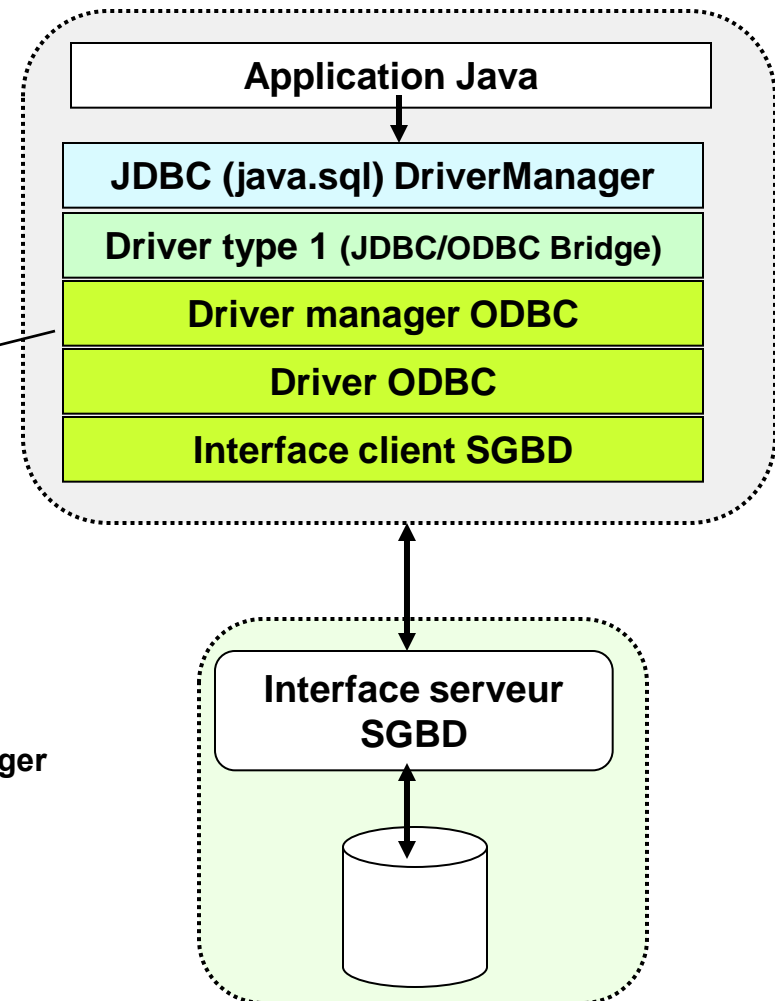 Application Java
JDBC (java.sql) DriverManager
Driver type 1 (JDBC/ODBC Bridge)
Driver manager ODBC
Driver ODBC
Interface client SGBD
Interface serveur
SGBD
ger